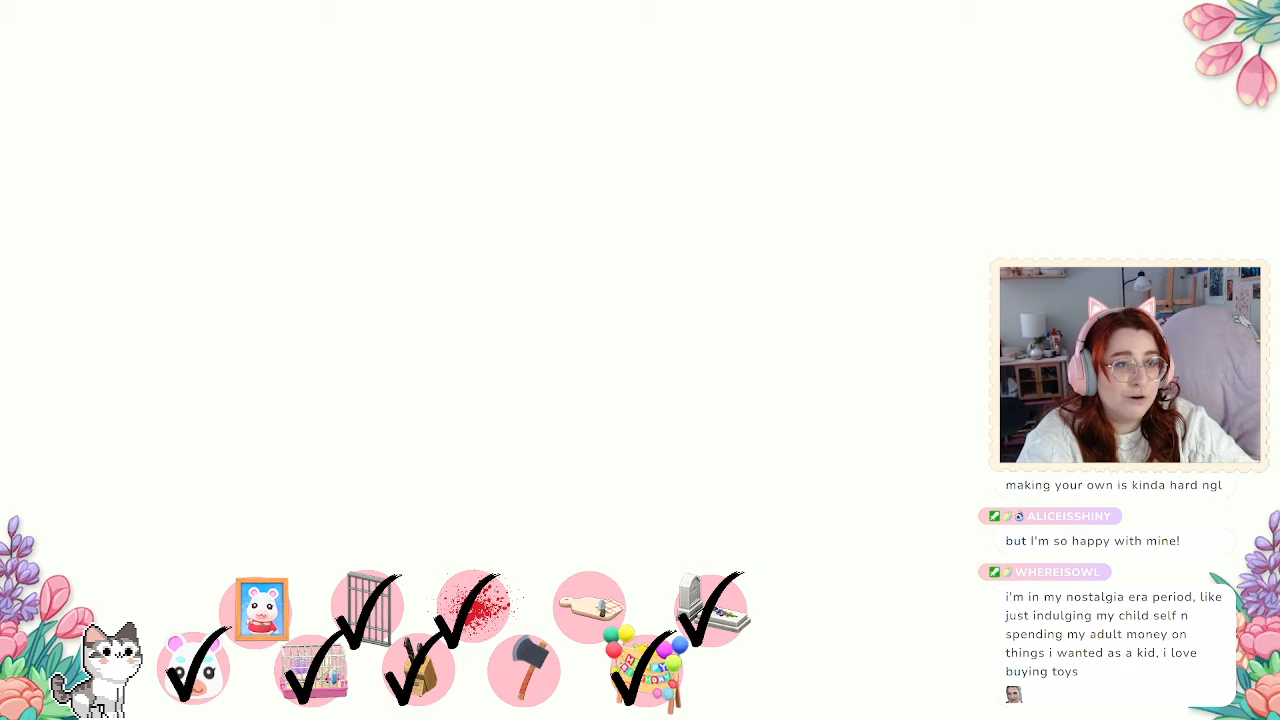 making your own is kinda hard ngl
ALICEISSHINY
but I'm so happy with mine!
WHEREISOWL
i'm in my nostalgia era period, like
just indulging my child self n
spending my adult money on
things i wanted as a kid, i love
buying toys